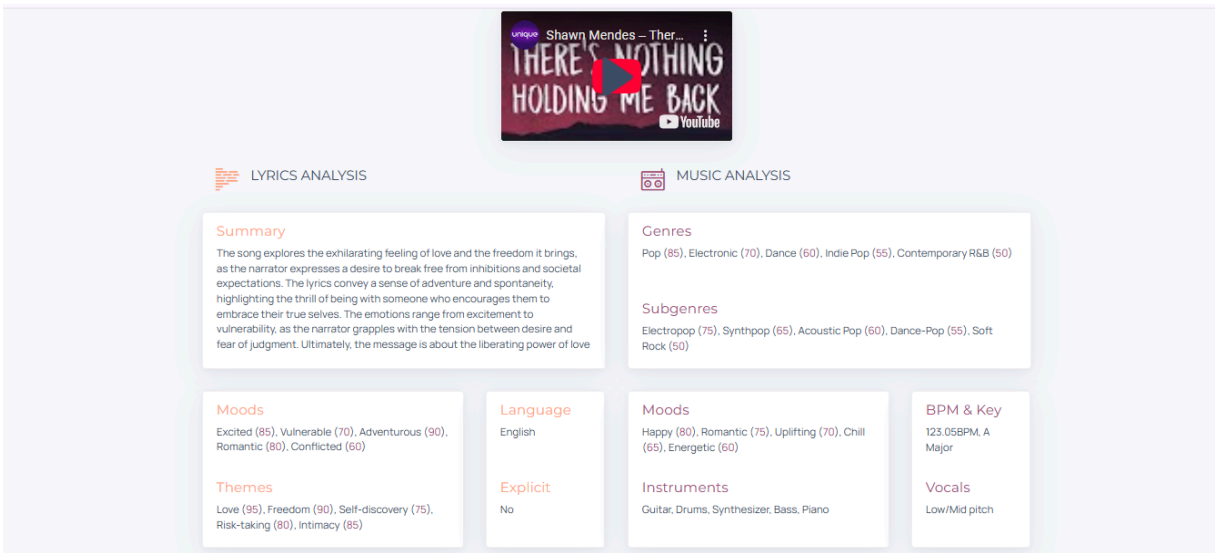 unique
Shawn Mendes – Ther...
THERE'S NOTHING
HOLDING ME BACK
YouTube
LYRICS ANALYSIS
Summary
The song explores the exhilarating feeling of love and the freedom it brings,
as the narrator expresses a desire to break free from inhibitions and societal
expectations. The lyrics convey a sense of adventure and spontaneity,
highlighting the thrill of being with someone who encourages them to
embrace their true selves. The emotions range from excitement to
vulnerability, as the narrator grapples with the tension between desire and
fear of judgment. Ultimately, the message is about the liberating power of love
Moods
Excited (85), Vulnerable (70), Adventurous (90),
Romantic (80), Conflicted (60)
Themes
Love (95), Freedom (90), Self-discovery (75),
Risk-taking (80), Intimacy (85)
Language
English
Explicit
No
MUSIC ANALYSIS
Genres
Pop (85), Electronic (70), Dance (60), Indie Pop (55), Contemporary R&B (50)
Subgenres
Electropop (75), Synthpop (65), Acoustic Pop (60), Dance-Pop (55), Soft
Rock (50)
Moods
Happy (80), Romantic (75), Uplifting (70), Chill
(65), Energetic (60)
Instruments
Guitar, Drums, Synthesizer, Bass, Piano
BPM & Key
123.05BPM, A
Major
Vocals
Low/Mid pitch